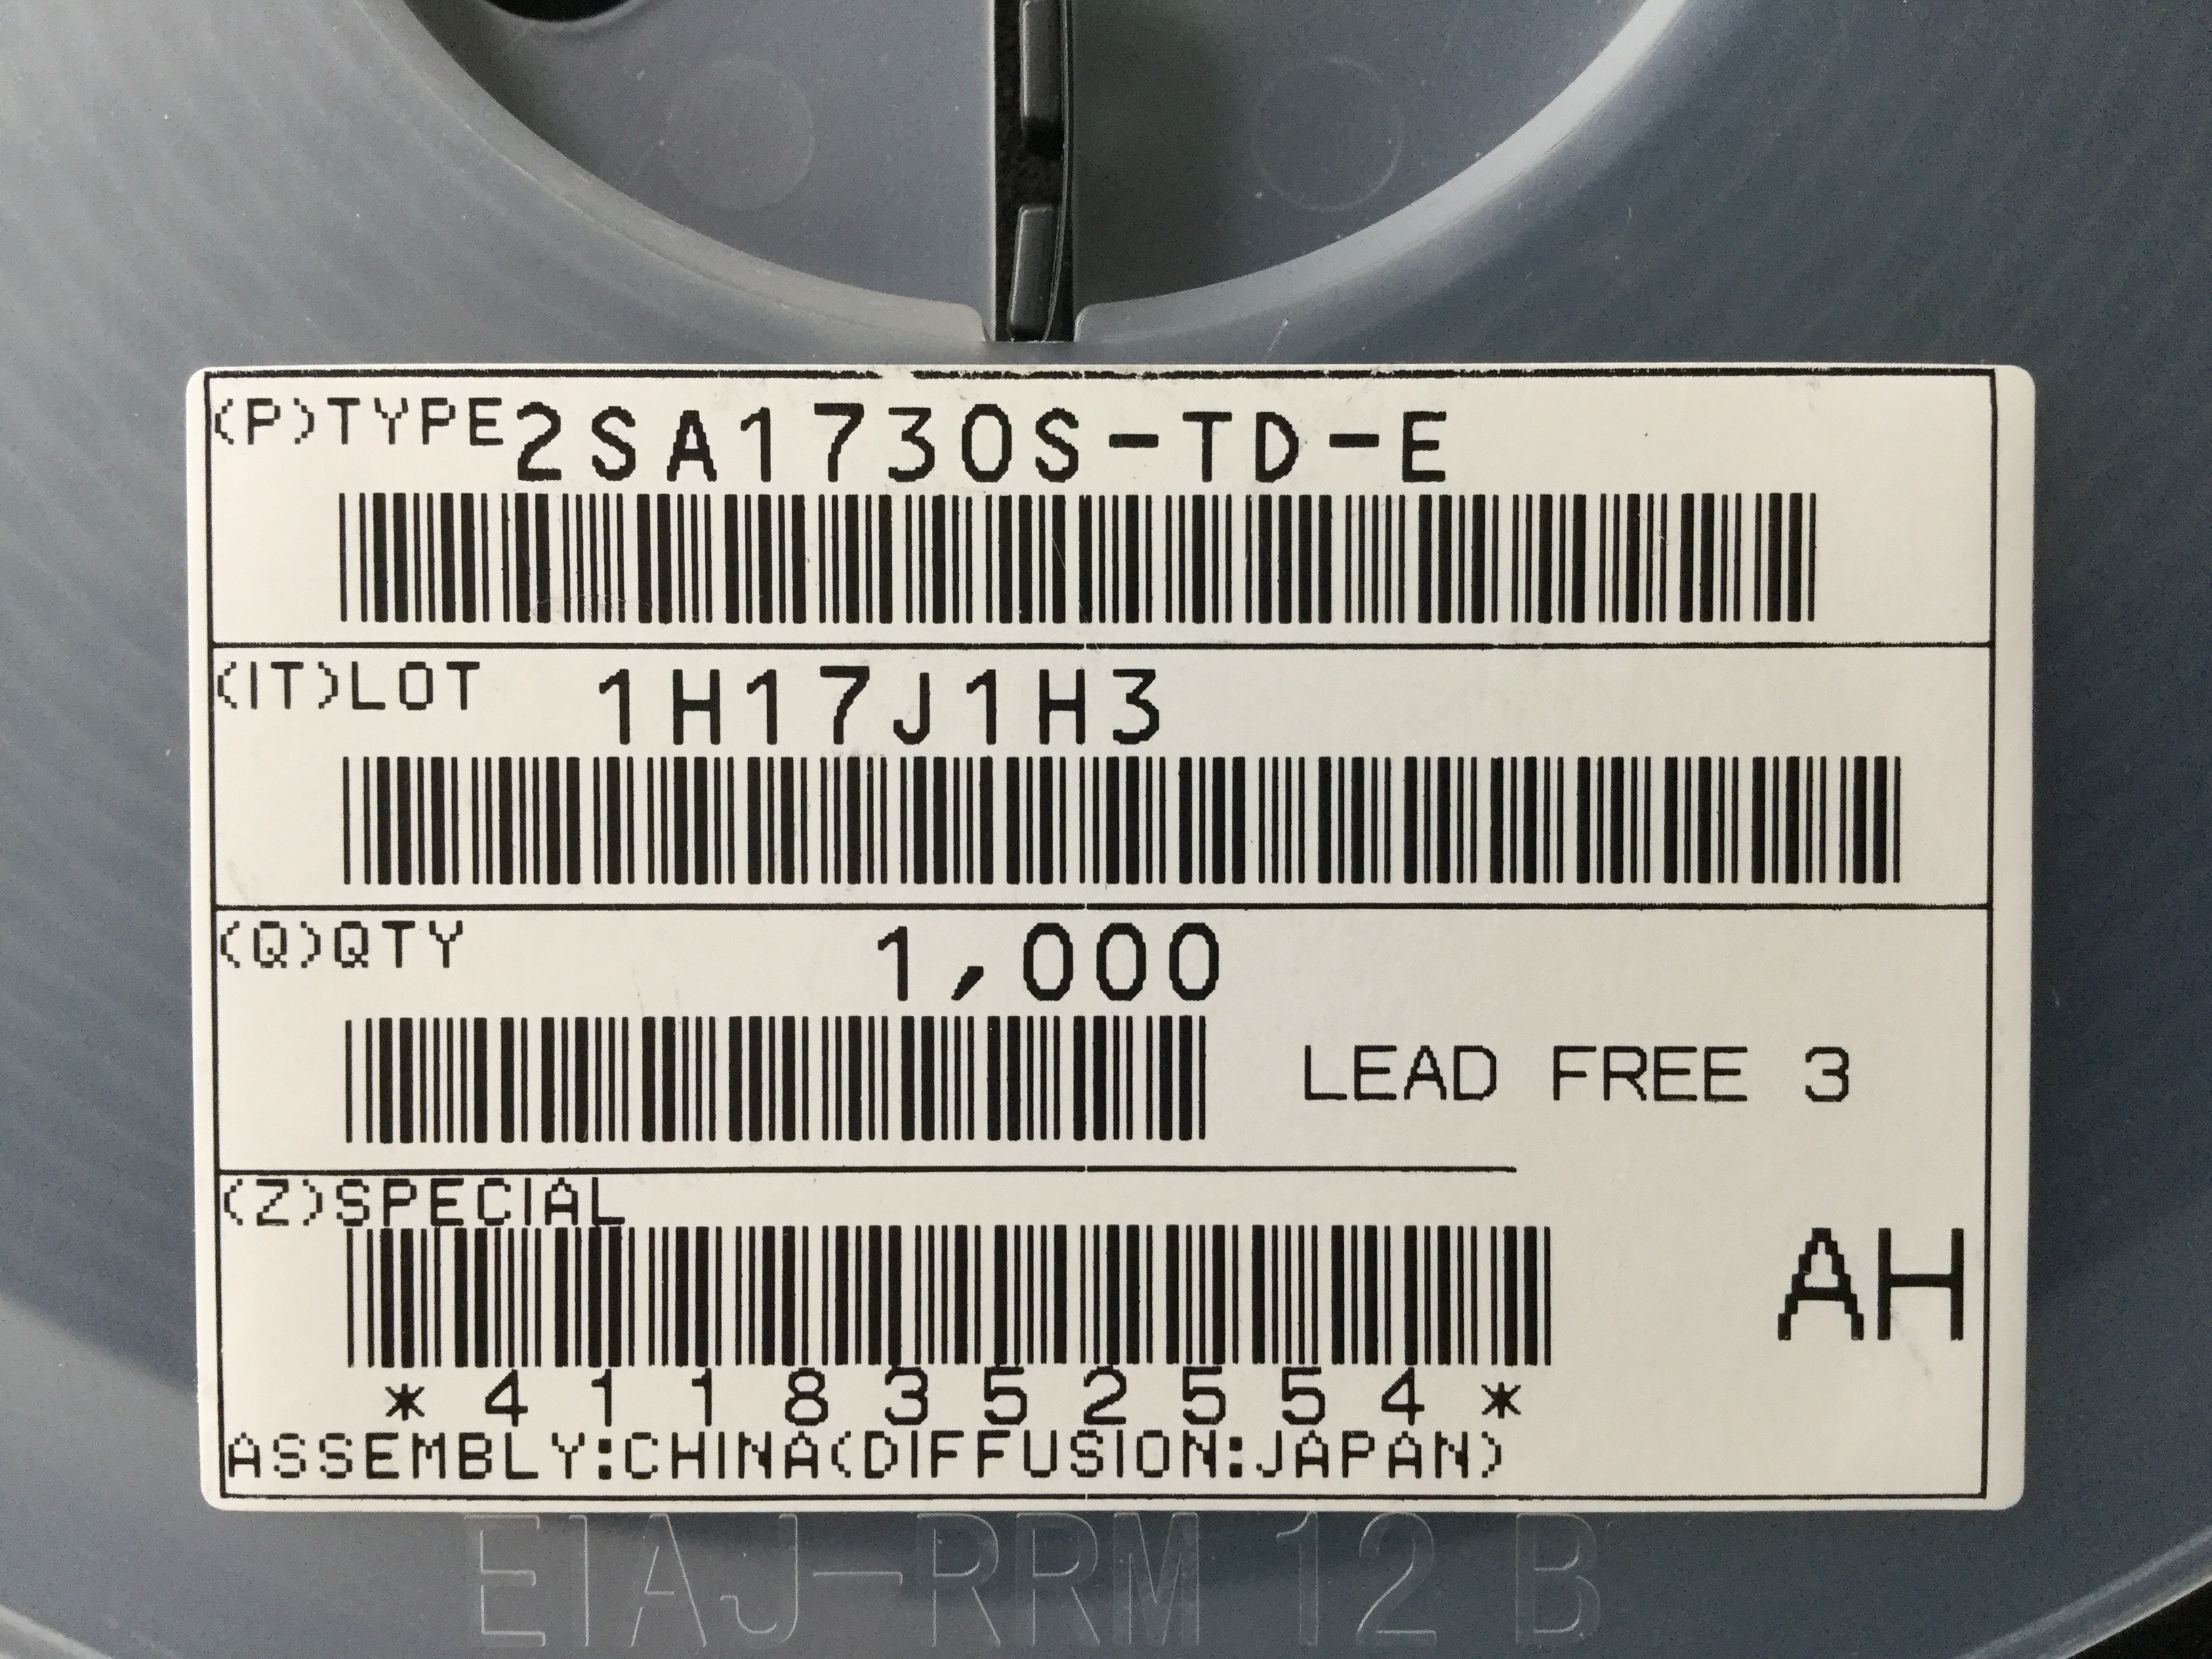 (P)TYPE 2SA1730S-TD-E
(IT)LOT 1H17J1H3
(Q)QTY 1,000
LEAD FREE 3
(Z)SPECIAL
AH
*4118352554*
ASSEMBLY:CHINA(DIFFUSION:JAPAN)
EIAJ-RRM 12 B